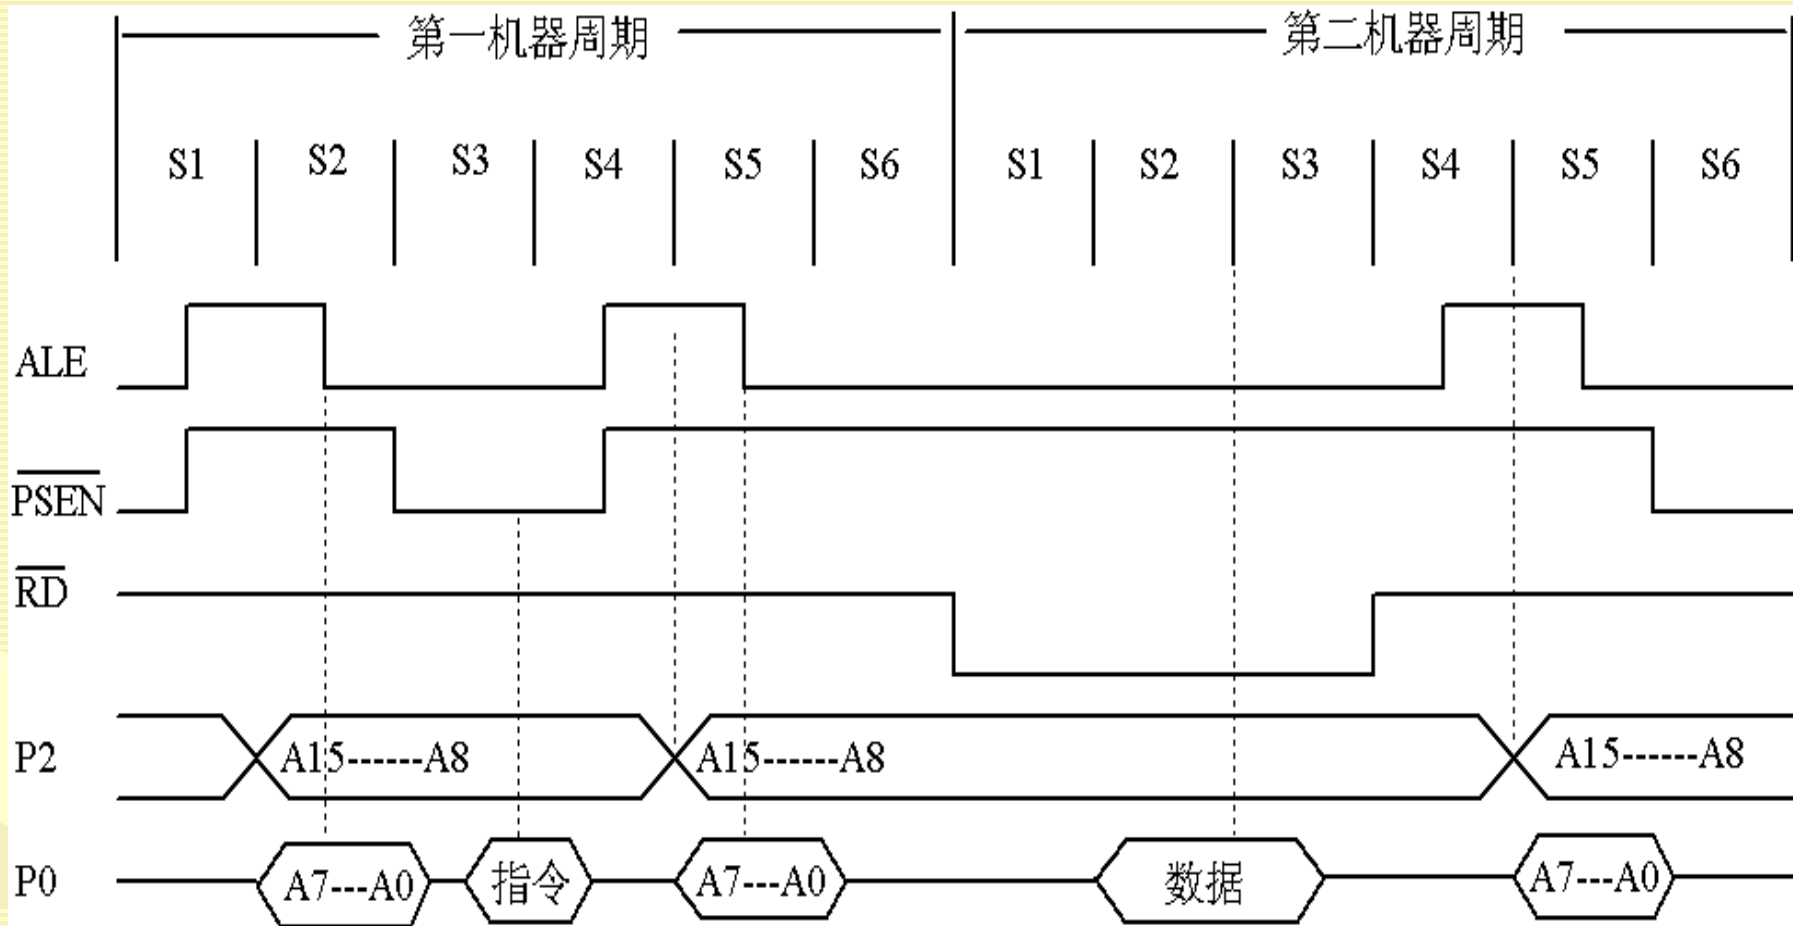 第一机器周期 第二机器周期
S1 S2 S3 S4 S5 S6 S1 S2 S3 S4 S5 S6
ALE
PSEN
RD
P2 A15------A8 A15------A8 A15------A8
P0 A7---A0 指令 A7---A0 数据 A7---A0